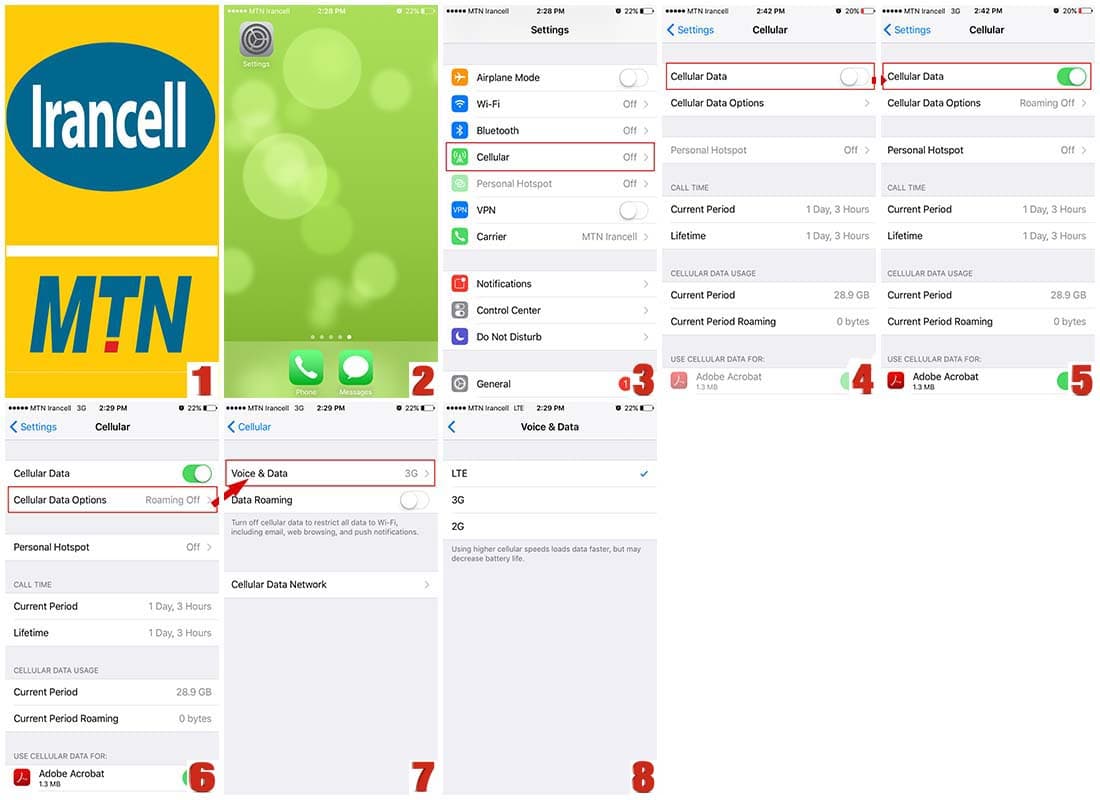 Irancell
MTN
1
MTN Irancell 2:28 PM 22%
Settings
Phone Messages
2
MTN Irancell 2:28 PM 22%
Settings
Airplane Mode
Wi-Fi Off
Bluetooth Off
Cellular Off
Personal Hotspot Off
VPN VPN
Carrier MTN Irancell
Notifications
Control Center
Do Not Disturb
General 1
3
MTN Irancell 2:42 PM 20%
Settings Cellular
Cellular Data
Cellular Data Options
Personal Hotspot Off
CALL TIME
Current Period 1 Day, 3 Hours
Lifetime 1 Day, 3 Hours
CELLULAR DATA USAGE
Current Period 28.9 GB
Current Period Roaming 0 bytes
USE CELLULAR DATA FOR:
Adobe Acrobat
1.3 MB
4
MTN Irancell 3G 2:42 PM 20%
Settings Cellular
Cellular Data
Cellular Data Options Roaming Off
Personal Hotspot Off
CALL TIME
Current Period 1 Day, 3 Hours
Lifetime 1 Day, 3 Hours
CELLULAR DATA USAGE
Current Period 28.9 GB
Current Period Roaming 0 bytes
USE CELLULAR DATA FOR:
Adobe Acrobat
1.3 MB
5
MTN Irancell 3G 2:29 PM 22%
Settings Cellular
Cellular Data
Cellular Data Options Roaming Off
Personal Hotspot Off
CALL TIME
Current Period 1 Day, 3 Hours
Lifetime 1 Day, 3 Hours
CELLULAR DATA USAGE
Current Period 28.9 GB
Current Period Roaming 0 bytes
USE CELLULAR DATA FOR:
Adobe Acrobat
1.3 MB
6
MTN Irancell 3G 2:29 PM 22%
Cellular
Voice & Data 3G
Data Roaming
Turn off cellular data to restrict all data to Wi-Fi,
including email, web browsing, and push notifications.
Cellular Data Network
7
MTN Irancell LTE 2:29 PM 22%
Voice & Data
LTE
3G
2G
Using higher cellular speeds loads data faster, but may
decrease battery life.
8